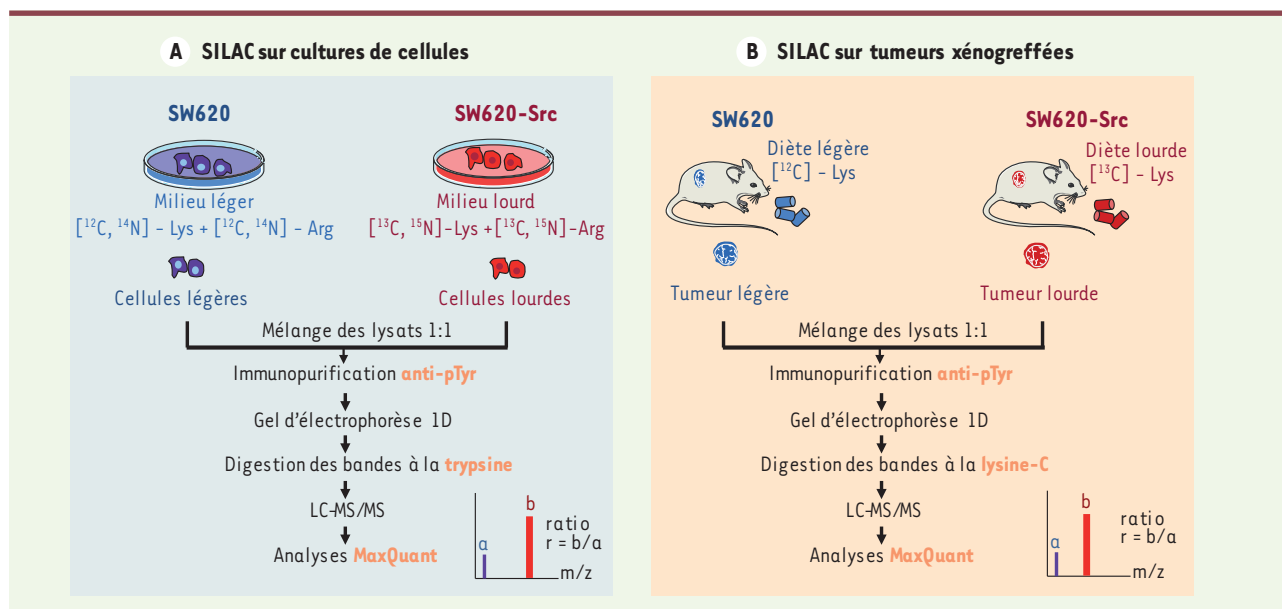 A SILAC sur cultures de cellules
SW620
SW620-Src
Milieu léger
[¹²C, ¹⁴N] – Lys + [¹²C, ¹⁴N] – Arg
Milieu lourd
[¹³C, ¹⁵N]–Lys +[¹³C, ¹⁵N]–Arg
Cellules légères
Cellules lourdes
Mélange des lysats 1:1
Immunopurification anti-pTyr
Gel d’électrophorèse 1D
Digestion des bandes à la trypsine
LC-MS/MS
Analyses MaxQuant
a
b
ratio
r = b/a
m/z
B SILAC sur tumeurs xénogreffées
SW620
SW620-Src
Diète légère
[¹²C] – Lys
Diète lourde
[¹³C] – Lys
Tumeur légère
Tumeur lourde
Mélange des lysats 1:1
Immunopurification anti-pTyr
Gel d’électrophorèse 1D
Digestion des bandes à la lysine-C
LC-MS/MS
Analyses MaxQuant
a
b
ratio
r = b/a
m/z